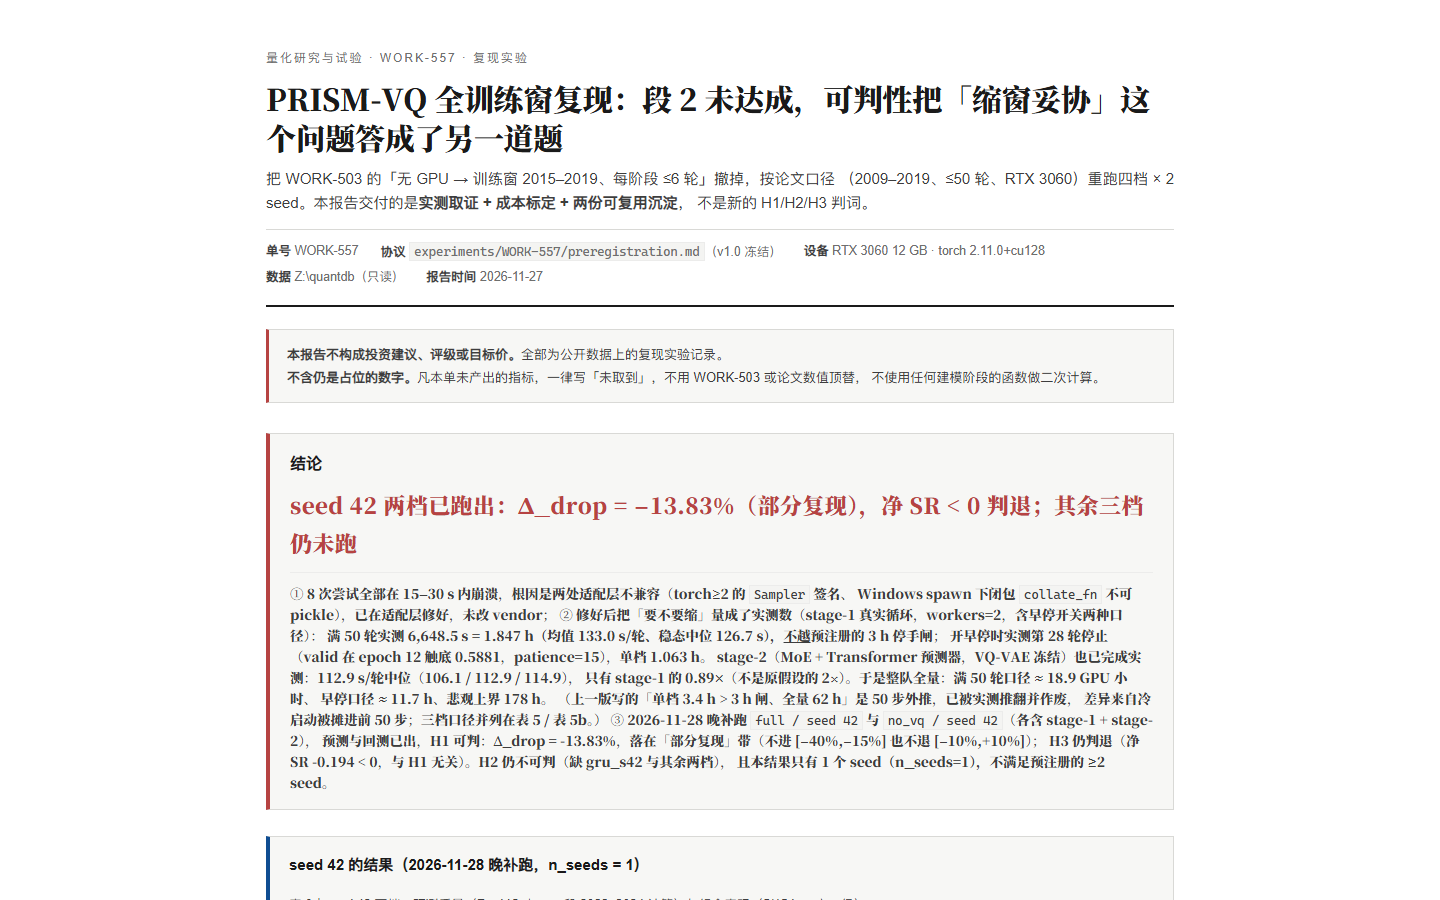 量化研究与试验 · WORK-557 · 复现实验
PRISM-VQ 全训练窗复现：段 2 未达成，可判性把「缩窗妥协」这
个问题答成了另一道题
把 WORK-503 的「无 GPU → 训练窗 2015–2019、每阶段 ≤6 轮」撤掉，按论文口径 （2009–2019、≤50 轮、RTX 3060）重跑四档 × 2
seed。本报告交付的是实测取证 + 成本标定 + 两份可复用沉淀， 不是新的 H1/H2/H3 判词。
单号 WORK-557 协议 experiments/WORK-557/preregistration.md （v1.0 冻结） 设备 RTX 3060 12 GB · torch 2.11.0+cu128
数据 Z:\quantdb（只读） 报告时间 2026-11-27
本报告不构成投资建议、评级或目标价。全部为公开数据上的复现实验记录。
不含仍是占位的数字。凡本单未产出的指标，一律写「未取到」，不用 WORK-503 或论文数值顶替， 不使用任何建模阶段的函数做二次计算。
结论
seed 42 两档已跑出：Δ_drop = −13.83%（部分复现），净 SR < 0 判退；其余三档
仍未跑
① 8 次尝试全部在 15–30 s 内崩溃，根因是两处适配层不兼容（torch≥2 的 Sampler 签名、 Windows spawn 下闭包 collate_fn 不可
pickle），已在适配层修好，未改 vendor； ② 修好后把「要不要缩」量成了实测数（stage-1 真实循环，workers=2，含早停开关两种口
径）： 满 50 轮实测 6,648.5 s = 1.847 h（均值 133.0 s/轮、稳态中位 126.7 s），不越预注册的 3 h 停手闸； 开早停时实测第 28 轮停止
（valid 在 epoch 12 触底 0.5881，patience=15），单档 1.063 h。 stage-2（MoE + Transformer 预测器，VQ-VAE 冻结）也已完成实
测：112.9 s/轮中位（106.1 / 112.9 / 114.9）， 只有 stage-1 的 0.89×（不是原假设的 2×）。于是整队全量：满 50 轮口径 ≈ 18.9 GPU 小
时、 早停口径 ≈ 11.7 h、悲观上界 178 h。 （上一版写的「单档 3.4 h > 3 h 闸、全量 62 h」是 50 步外推，已被实测推翻并作废， 差异来自冷
启动被摊进前 50 步；三档口径并列在表 5 / 表 5b。） ③ 2026-11-28 晚补跑 full / seed 42 与 no_vq / seed 42（各含 stage-1 + stage-
2）， 预测与回测已出，H1 可判：Δ_drop = -13.83%，落在「部分复现」带（不进 [−40%,−15%] 也不退 [−10%,+10%]）； H3 仍判退（净
SR -0.194 < 0，与 H1 无关）。H2 仍不可判（缺 gru_s42 与其余两档）， 且本结果只有 1 个 seed（n_seeds=1），不满足预注册的 ≥2
seed。
seed 42 的结果（2026-11-28 晚补跑，n_seeds = 1）